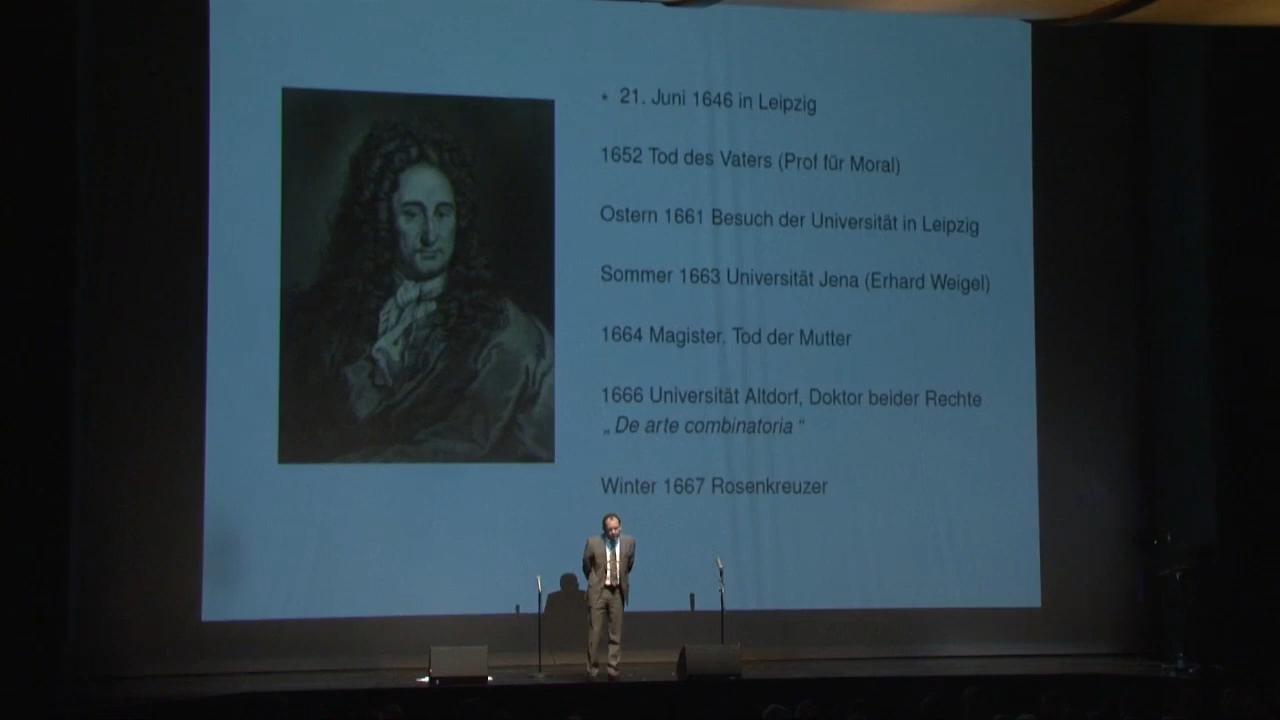 * 21. Juni 1646 in Leipzig
1652 Tod des Vaters (Prof für Moral)
Ostern 1661 Besuch der Universität in Leipzig
Sommer 1663 Universität Jena (Erhard Weigel)
1664 Magister. Tod der Mutter
1666 Universität Altdorf, Doktor beider Rechte
„ De arte combinatoria “
Winter 1667 Rosenkreuzer